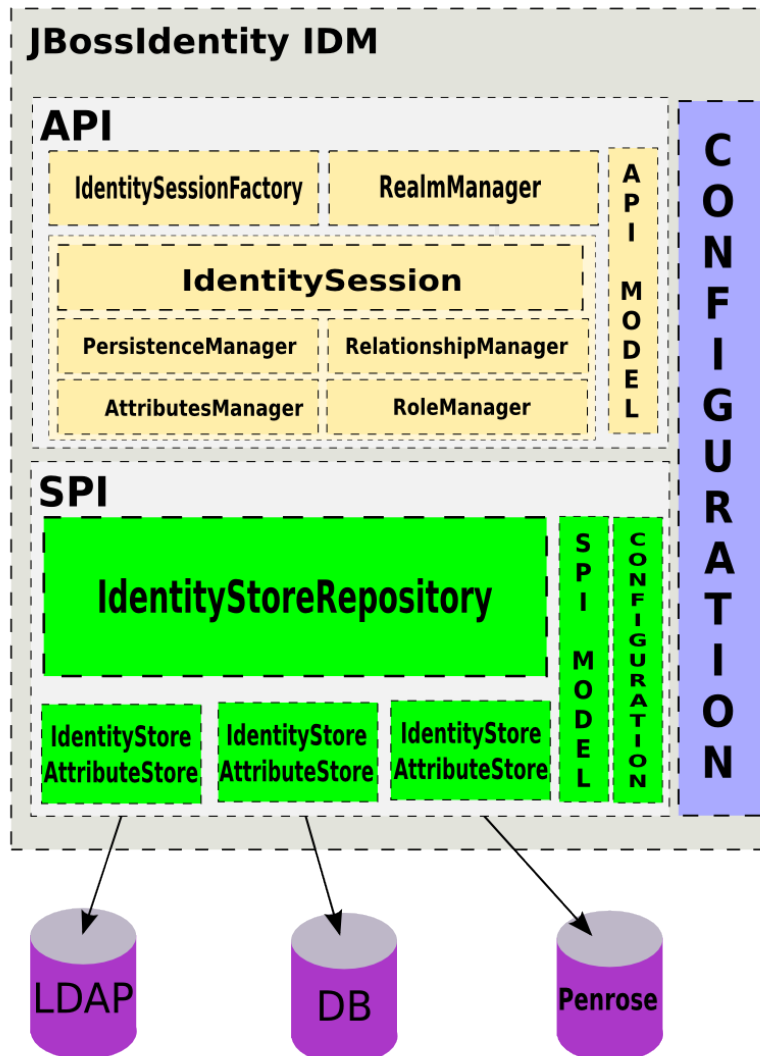 JBossIdentity IDM
API
IdentitySessionFactory
RealmManager
IdentitySession
PersistenceManager
RelationshipManager
AttributesManager
RoleManager
API MODEL
SPI
IdentityStoreRepository
IdentityStore
AttributeStore
IdentityStore
AttributeStore
IdentityStore
AttributeStore
SPI MODEL
CONFIGURATION
CONFIGURATION
LDAP
DB
Penrose